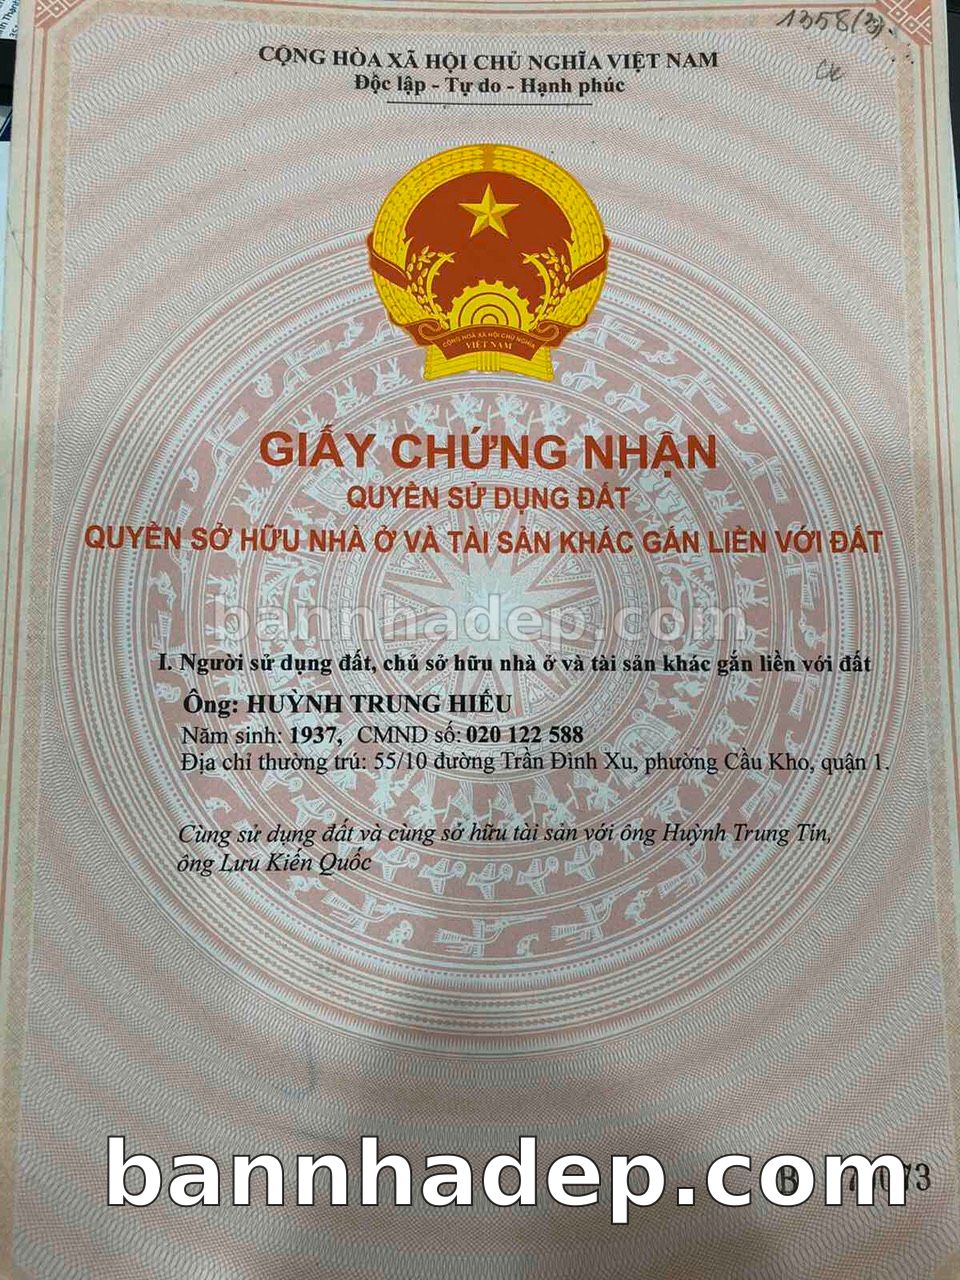 1358(23).
CỘNG HÒA XÃ HỘI CHỦ NGHĨA VIỆT NAM
Độc lập - Tự do - Hạnh phúc
CỘNG HOÀ XÃ HỘI CHỦ NGHĨA
VIỆT NAM
GIẤY CHỨNG NHẬN
QUYỀN SỬ DỤNG ĐẤT
QUYỀN SỞ HỮU NHÀ Ở VÀ TÀI SẢN KHÁC GẮN LIỀN VỚI ĐẤT
bannhadep.com
I. Người sử dụng đất, chủ sở hữu nhà ở và tài sản khác gắn liền với đất
Ông: HUỲNH TRUNG HIẾU
Năm sinh: 1937, CMND số: 020 122 588
Địa chỉ thường trú: 55/10 đường Trần Đình Xu, phường Cầu Kho, quận 1.
Cùng sử dụng đất và cùng sở hữu tài sản với ông Huỳnh Trung Tín,
ông Lưu Kiên Quốc
bannhadep.com